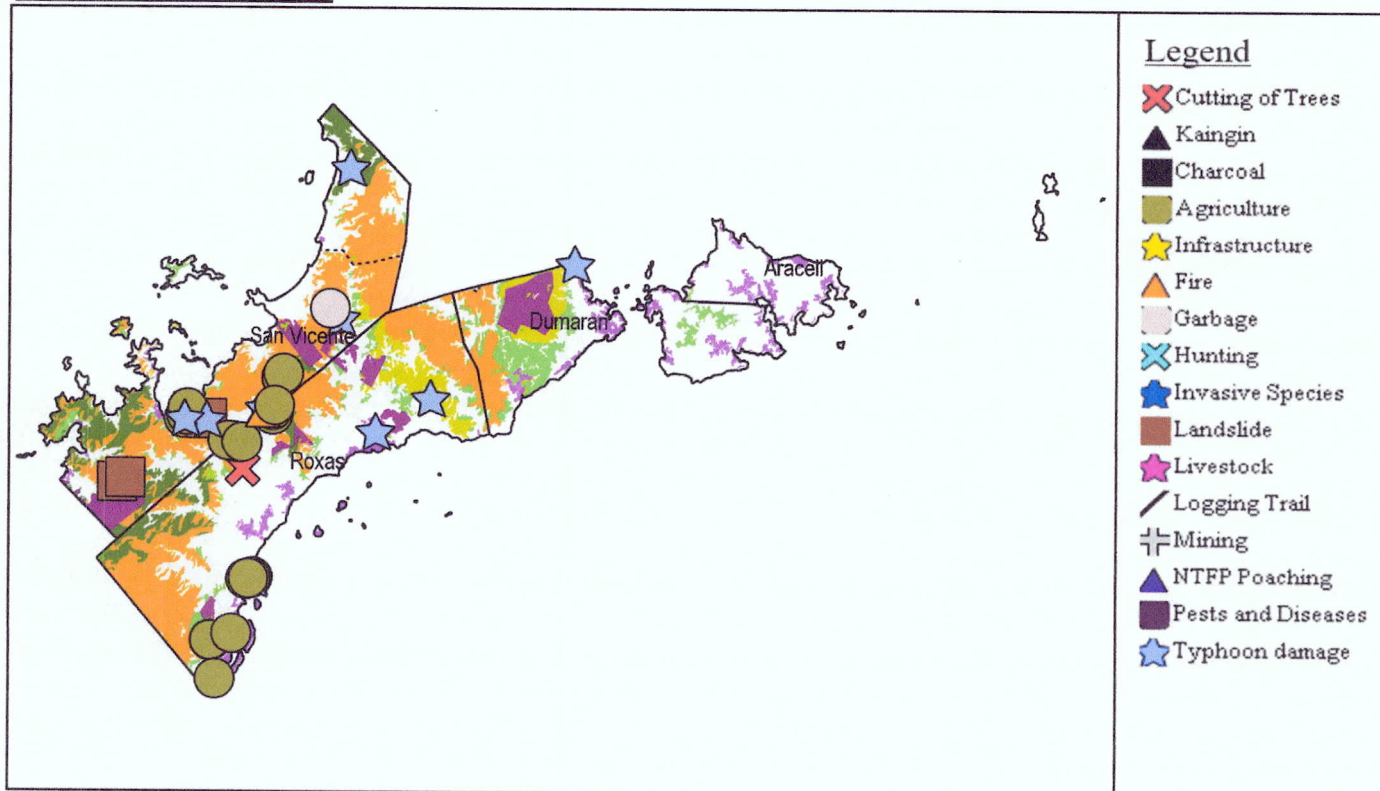 Legend
Cutting of Trees
Kaingin
Charcoal
Agriculture
Infrastructure
Fire
Garbage
Hunting
Invasive Species
Landslide
Livestock
Logging Trail
Mining
NTFP Poaching
Pests and Diseases
Typhoon damage
Araceli
Dumaran
San Vicente
Roxas